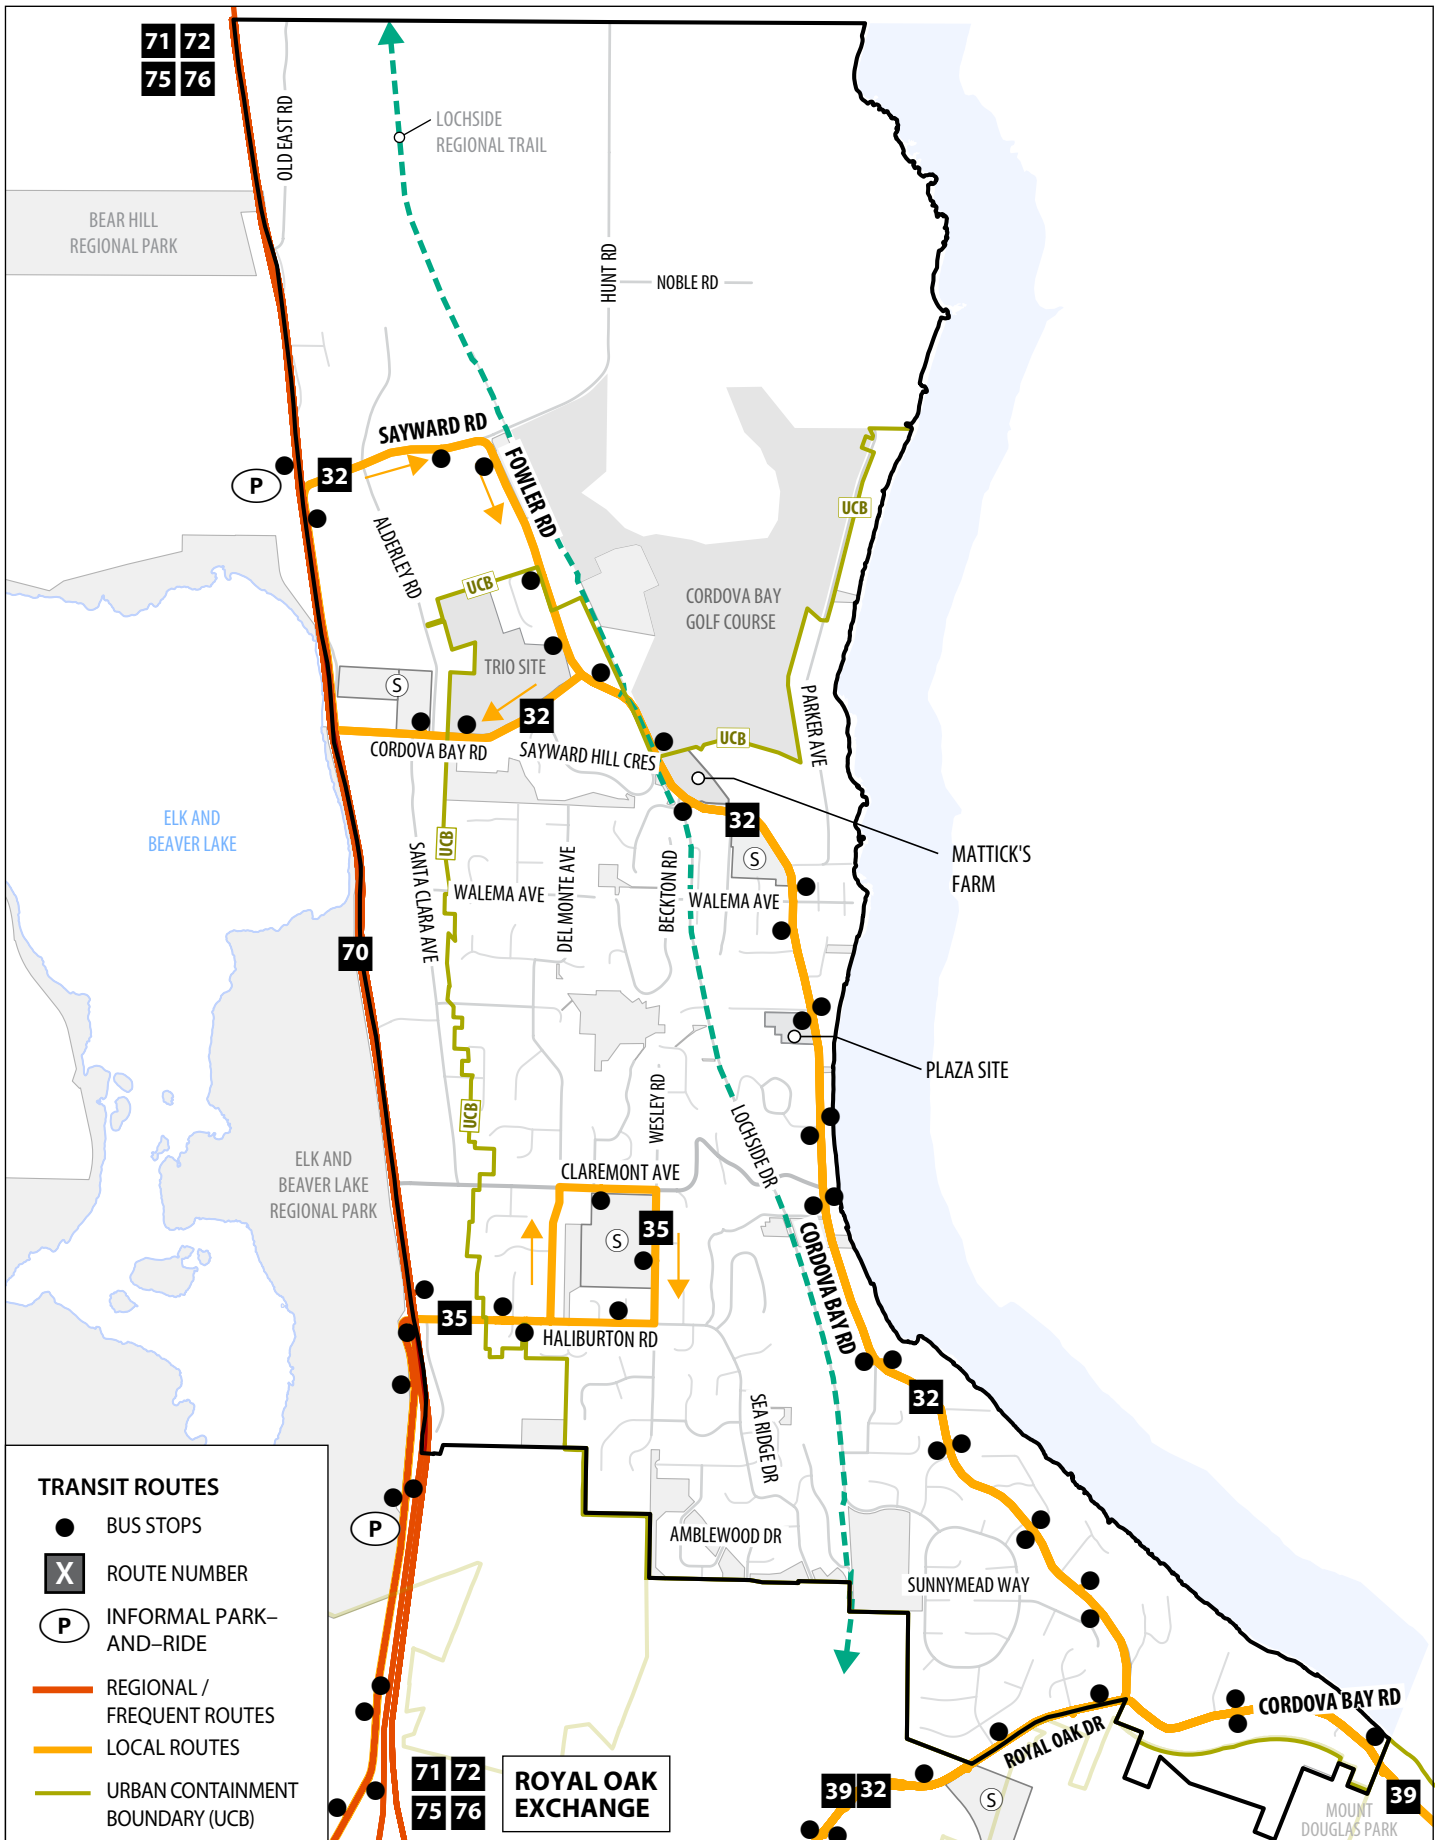 71 72
75 76
OLD EAST RD
LOCHSIDE
REGIONAL TRAIL
BEAR HILL
REGIONAL PARK
HUNT RD
NOBLE RD
SAYWARD RD
P
32
FOWLER RD
UCB
ALDERLEY RD
UCB
CORDOVA BAY
GOLF COURSE
TRIO SITE
S
32
PARKER AVE
CORDOVA BAY RD
SAYWARD HILL CRES
UCB
ELK AND
BEAVER LAKE
32
UCB
S
MATTICK'S
FARM
SANTA CLARA AVE
WALEMA AVE
DEL MONTE AVE
BECKTON RD
WALEMA AVE
70
PLAZA SITE
UCB
WESLEY RD
LOCHSIDE DR
ELK AND
BEAVER LAKE
REGIONAL PARK
CLAREMONT AVE
35
S
CORDOVA BAY RD
35
HALIBURTON RD
32
SEA RIDGE DR
P
AMBLEWOOD DR
SUNNYMEAD WAY
CORDOVA BAY RD
ROYAL OAK DR
71 72
75 76
ROYAL OAK
EXCHANGE
39 32
S
39
MOUNT
DOUGLAS PARK
TRANSIT ROUTES
BUS STOPS
X ROUTE NUMBER
P INFORMAL PARK–
AND–RIDE
REGIONAL /
FREQUENT ROUTES
LOCAL ROUTES
URBAN CONTAINMENT
BOUNDARY (UCB)